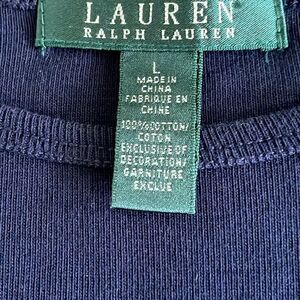 LAUREN
RALPH LAUREN
L
MADE IN
CHINA
FABRIQUE EN
CHINE
100% COTTON/
COTON
EXCLUSIVE OF
DECORATION/
GARNITURE
EXCLUE